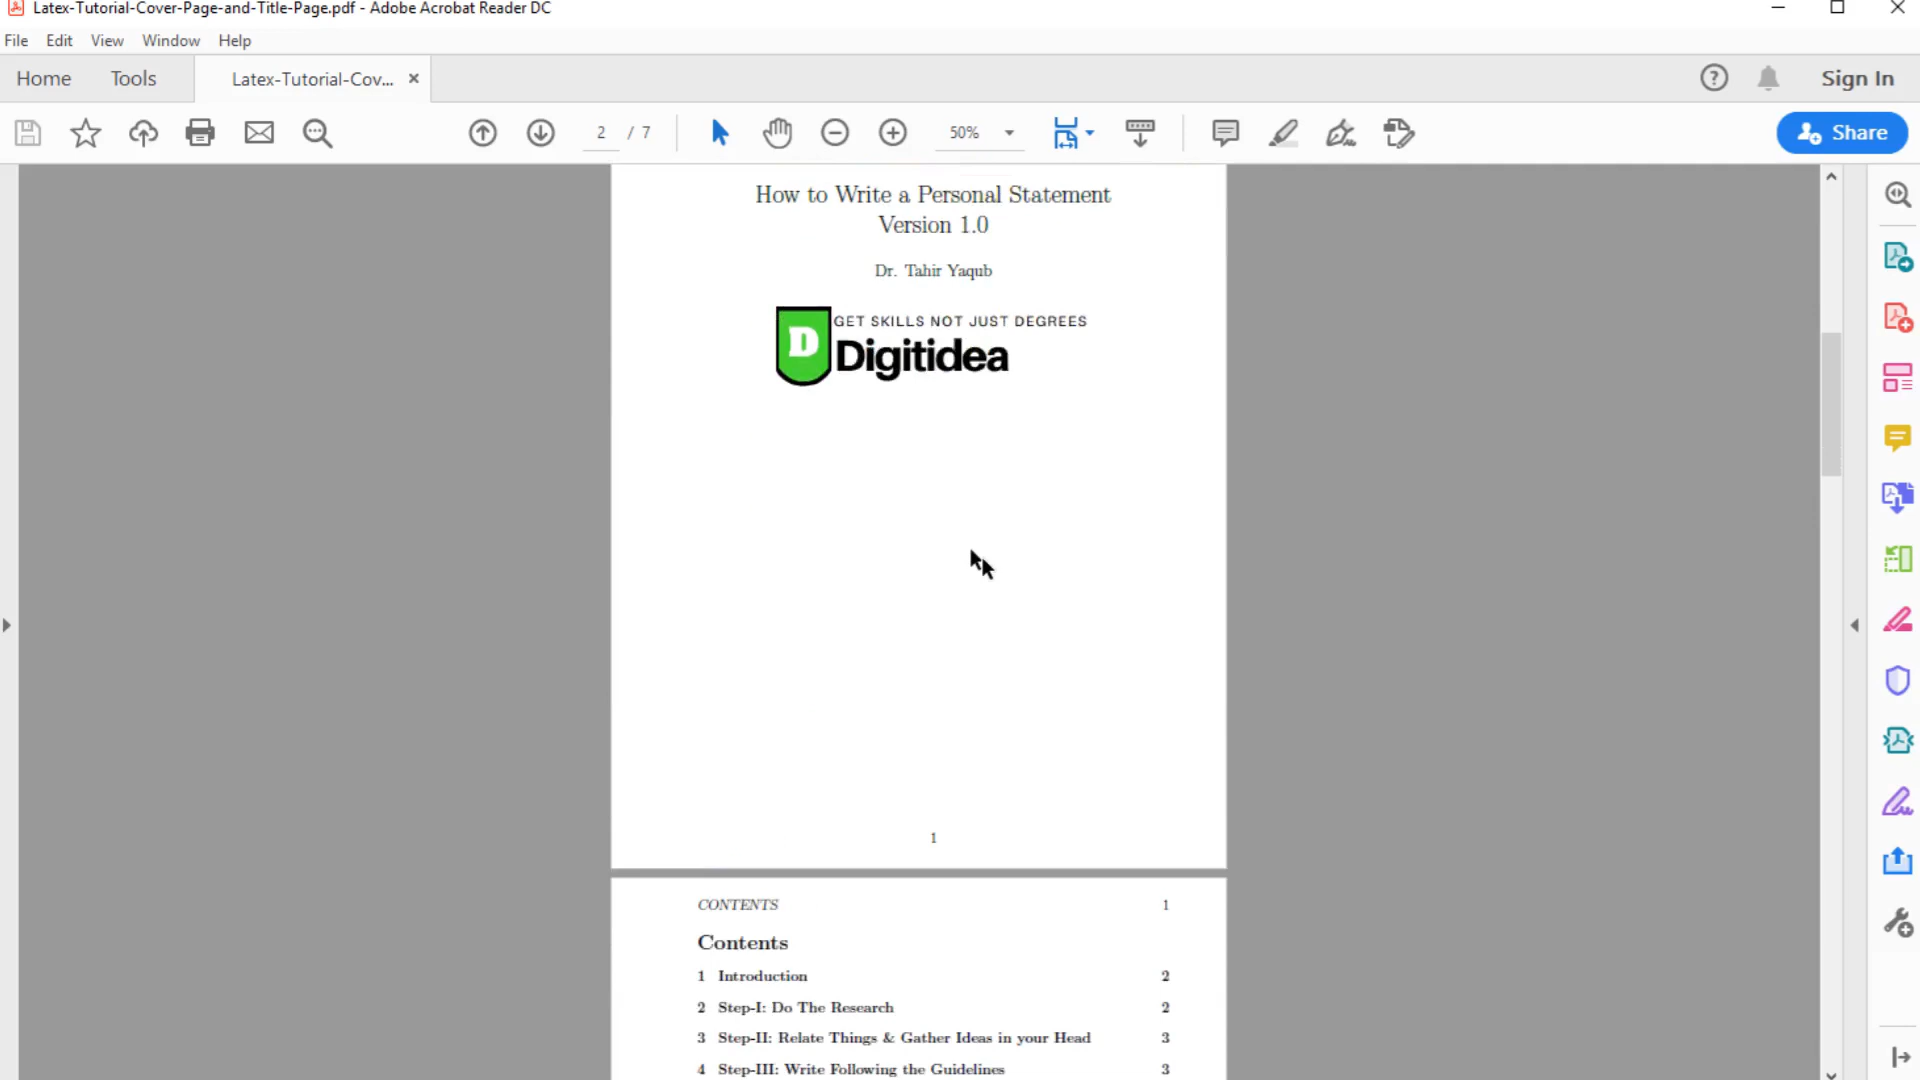 Latex-Tutorial-Cover-Page-and-Title-Page.pdf - Adobe Acrobat Reader DC
File Edit View Window Help
Home Tools Latex-Tutorial-Cov... Sign In
2 / 7 50% Share
How to Write a Personal Statement
Version 1.0
Dr. Tahir Yaqub
D
GET SKILLS NOT JUST DEGREES
Digitidea
1
CONTENTS 1
Contents
1 Introduction 2
2 Step-I: Do The Research 2
3 Step-II: Relate Things & Gather Ideas in your Head 3
4 Step-III: Write Following the Guidelines 3